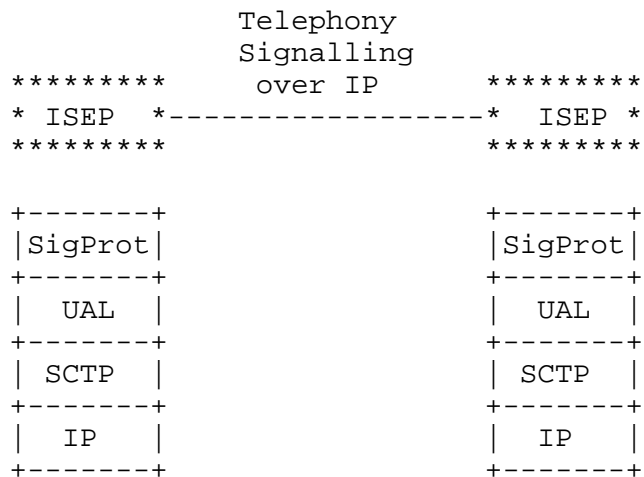 Telephony
Signalling
********* over IP *********
* ISEP *------------------* ISEP *
********* *********
+-------+ +-------+
|SigProt| |SigProt|
+-------+ +-------+
| UAL | | UAL |
+-------+ +-------+
| SCTP | | SCTP |
+-------+ +-------+
| IP | | IP |
+-------+ +-------+